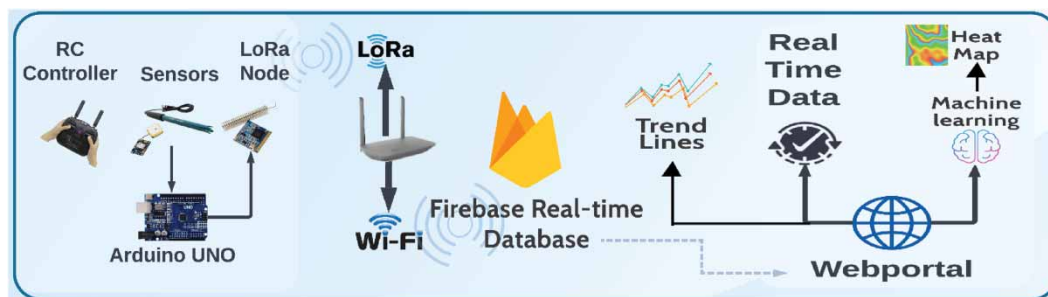 RC
Controller
Sensors
LoRa
Node
Arduino UNO
UNO
LoRa
Wi-Fi
Firebase Real-time
Database
Trend
Lines
Real
Time
Data
Heat
Map
Machine
learning
Webportal